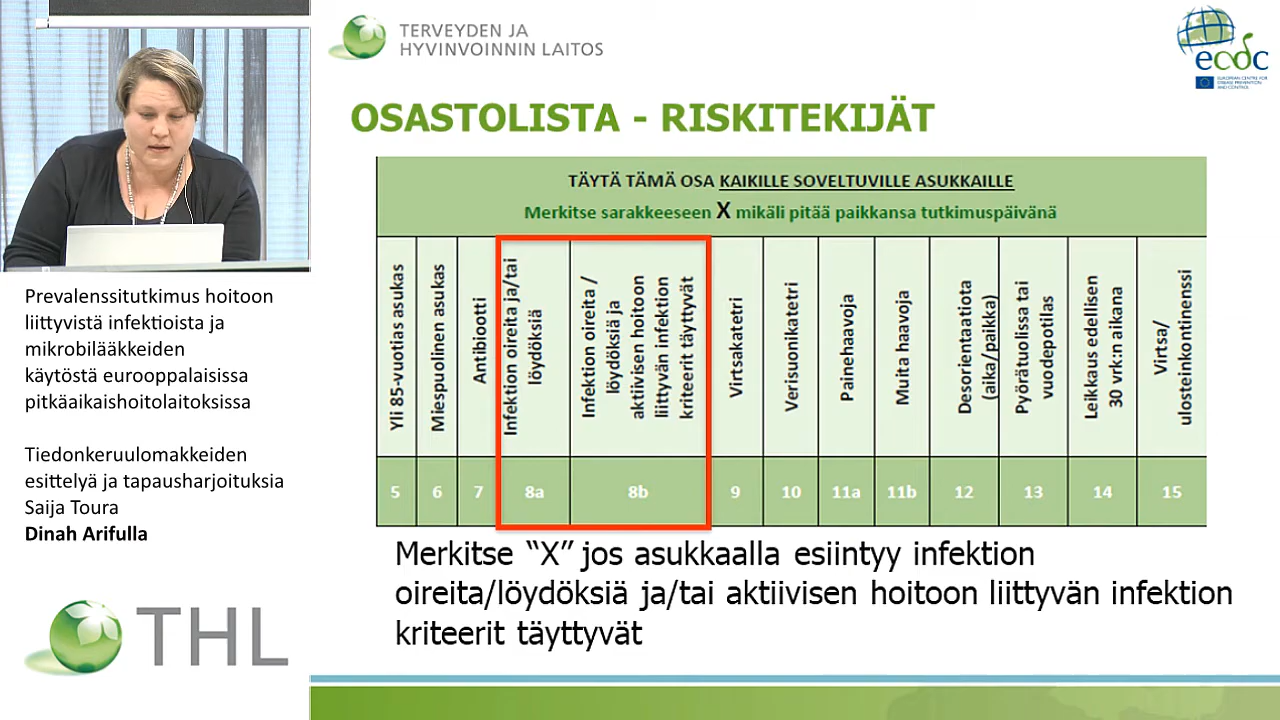 TERVEYDEN JA
HYVINVOINNIN LAITOS
ecdc
EUROPEAN CENTRE FOR
DISEASE PREVENTION
AND CONTROL
OSASTOLISTA - RISKITEKIJÄT
TÄYTÄ TÄMÄ OSA KAIKILLE SOVELTUVILLE ASUKKAILLE
Merkitse sarakkeeseen X mikäli pitää paikkansa tutkimuspäivänä
Yli 85-vuotias asukas
Miespuolinen asukas
Antibiootti
Infektion oireita ja/tai
löydöksiä
Infektion oireita /
löydöksiä ja
aktiivisen hoitoon
liittyvän infektion
kriteerit täyttyvät
Virtsakatetri
Verisuonikatetri
Painehaavoja
Muita haavoja
Desorientaatiota
(aika/paikka)
Pyörätuolissa tai
vuodepotilas
Leikkaus edellisen
30 vrk:n aikana
Virtsa/
ulosteinkontinenssi
5 6 7 8a 8b 9 10 11a 11b 12 13 14 15
Merkitse “X” jos asukkaalla esiintyy infektion
oireita/löydöksiä ja/tai aktiivisen hoitoon liittyvän infektion
kriteerit täyttyvät
Prevalenssitutkimus hoitoon
liittyvistä infektioista ja
mikrobilääkkeiden
käytöstä eurooppalaisissa
pitkäaikaishoitolaitoksissa
Tiedonkeruulomakkeiden
esittelyä ja tapausharjoituksia
Saija Toura
Dinah Arifulla
THL